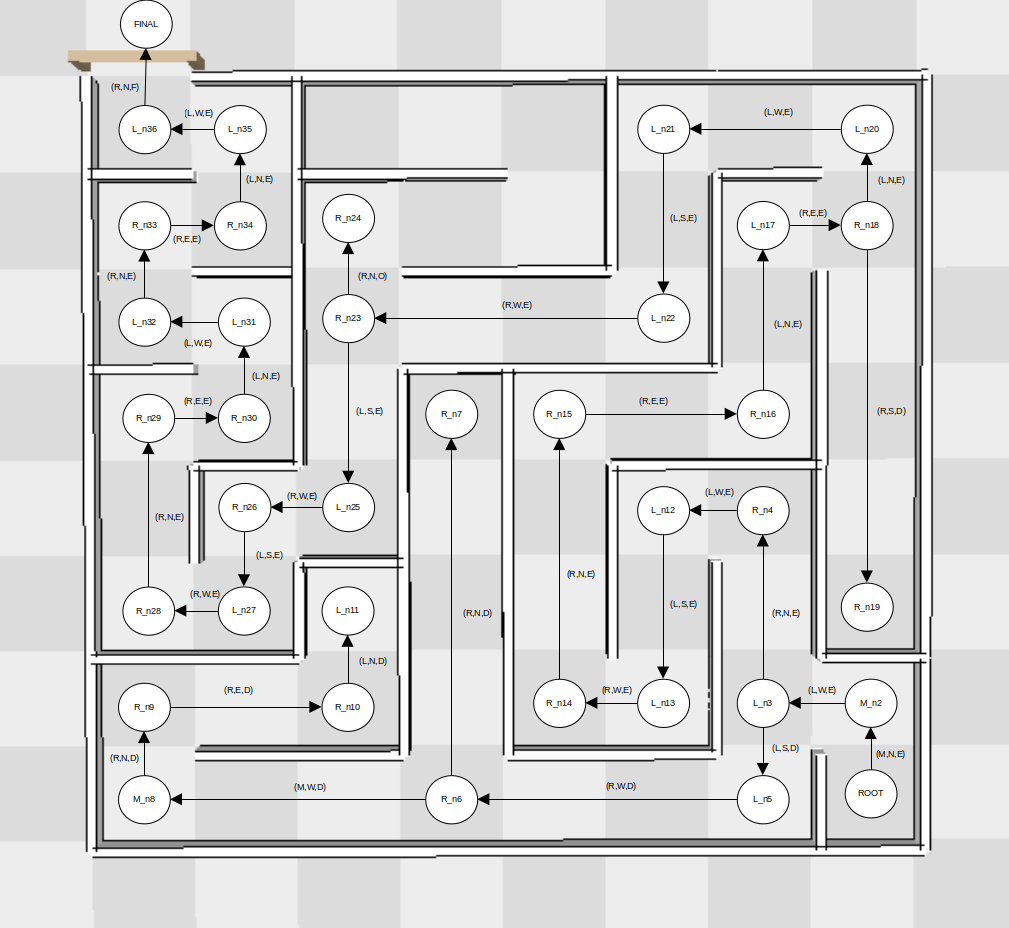 FINAL
(R,N,F)
(L,W,E)
(L,W,E)
L_n36
L_n35
L_n21
L_n20
(L,N,E)
(L,N,E)
R_n33
R_n34
R_n24
(L,S,E)
L_n17
(R,E,E)
R_n18
(R,E,E)
(R,N,E)
(R,N,O)
(R,W,E)
L_n32
L_n31
R_n23
L_n22
(L,N,E)
(L,W,E)
(L,N,E)
(R,E,E)
(R,E,E)
(L,S,E)
(R,S,D)
R_n29
R_n30
R_n7
R_n15
R_n16
(R,W,E)
(L,W,E)
R_n26
L_n25
L_n12
R_n4
(R,N,E)
(L,S,E)
(R,N,E)
(R,W,E)
(L,S,E)
R_n28
L_n27
L_n11
(R,N,D)
(R,N,E)
R_n19
(L,N,D)
(R,E,D)
(R,W,E)
(L,W,E)
R_n9
R_n10
R_n14
L_n13
L_n3
M_n2
(R,N,D)
(L,S,D)
(M,N,E)
(M,W,D)
(R,W,D)
M_n8
R_n6
L_n5
ROOT